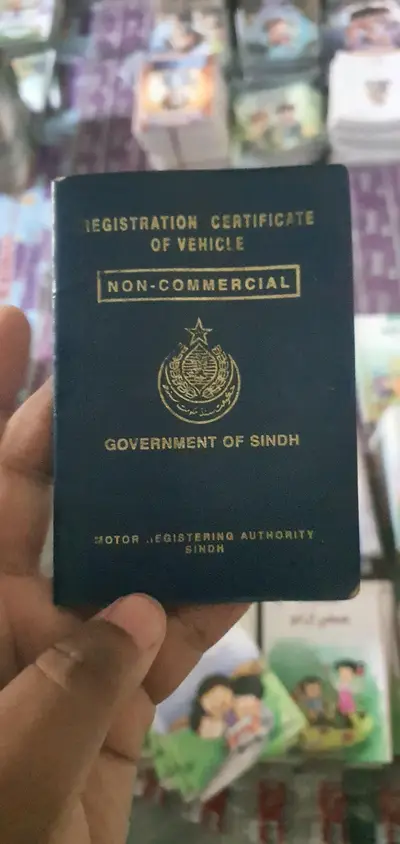 REGISTRATION CERTIFICATE
OF VEHICLE
NON-COMMERCIAL
GOVERNMENT OF SINDH
MOTOR REGISTERING AUTHORITY
SINDH